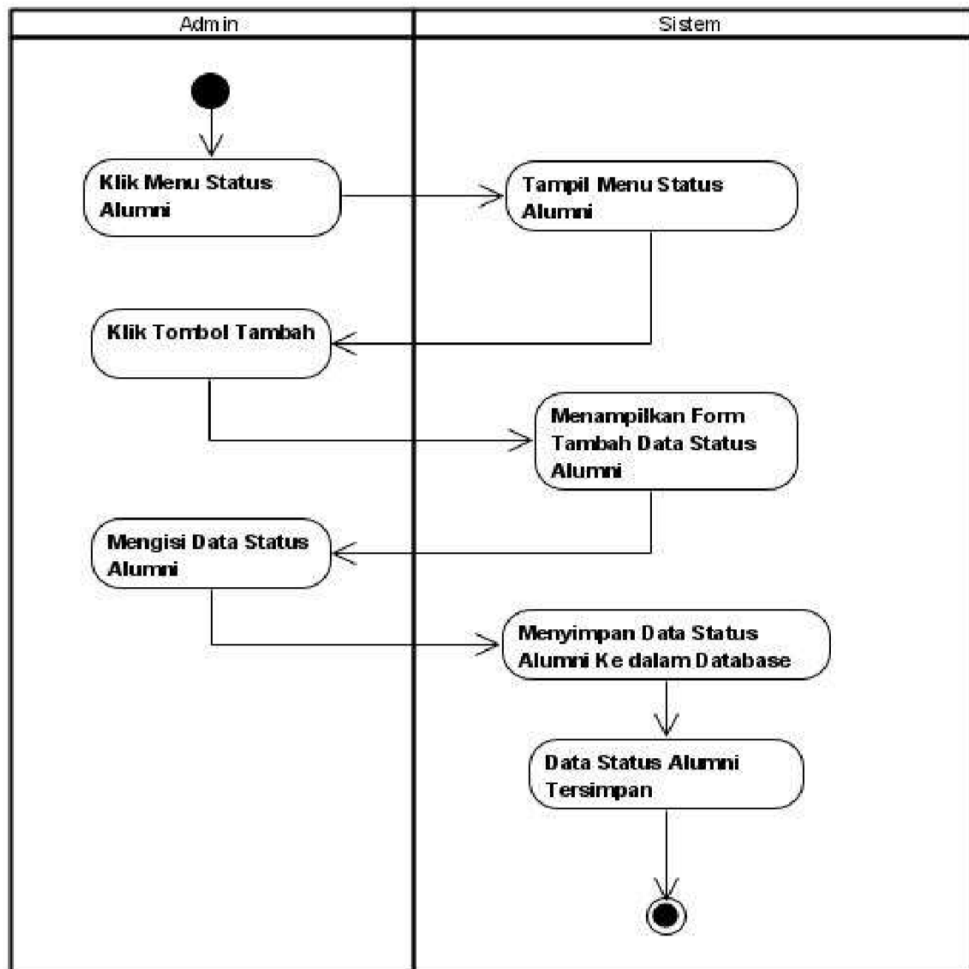 Admin
Sistem
Klik Menu Status
Alumni
Tampil Menu Status
Alumni
Klik Tombol Tambah
Menampilkan Form
Tambah Data Status
Alumni
Mengisi Data Status
Alumni
Menyimpan Data Status
Alumni Ke dalam Database
Data Status Alumni
Tersimpan